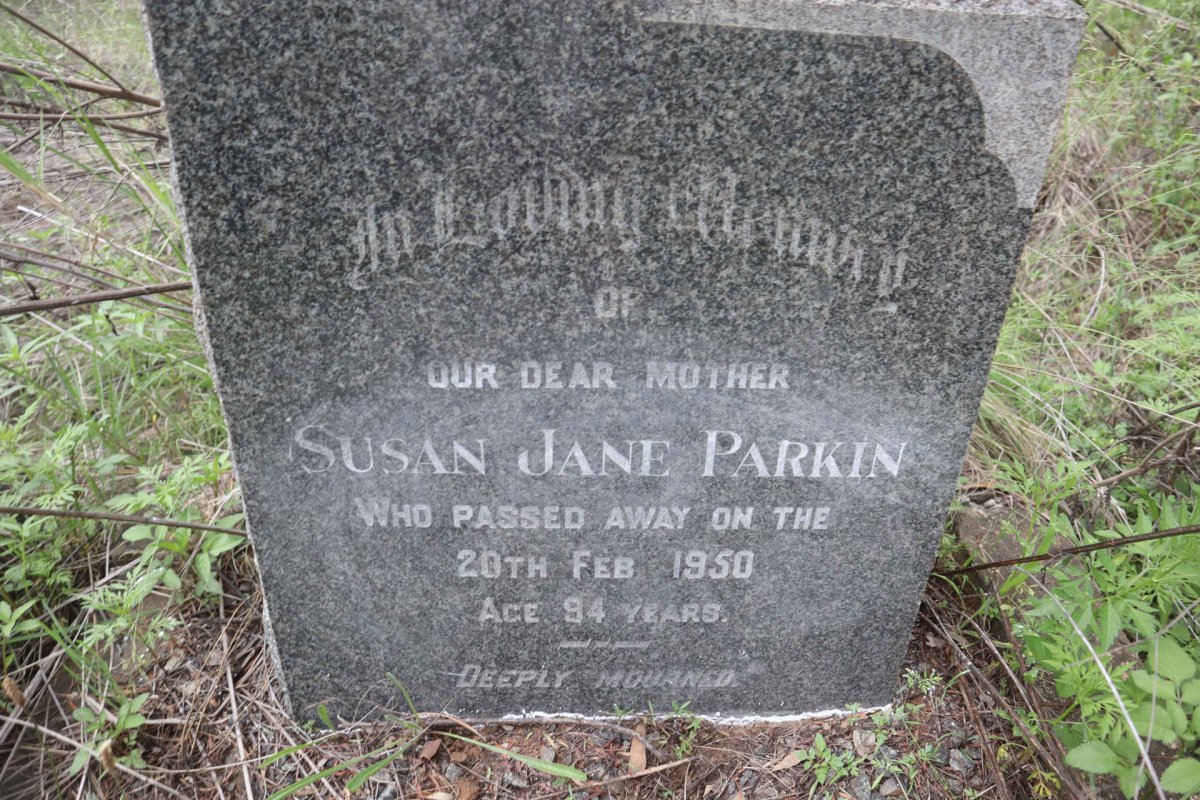 In Loving Memory
OF
OUR DEAR MOTHER
SUSAN JANE PARKIN
WHO PASSED AWAY ON THE
20TH FEB 1950
AGE 94 YEARS.
"DEEPLY MOURNED"